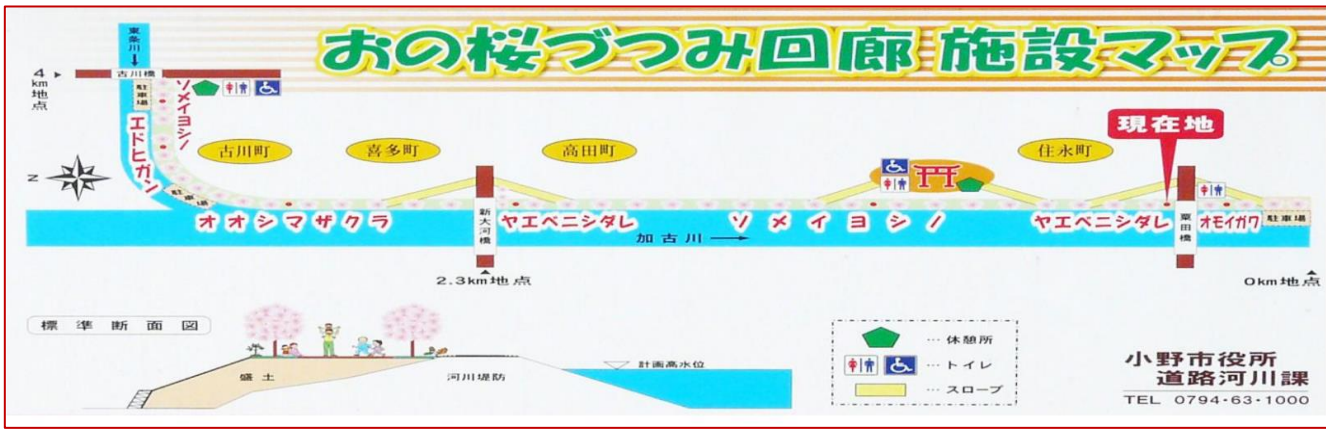 おの桜づつみ回廊 施設マップ
東条川
4km地点
古川橋
駐車場
ソメイヨシノ
エドヒガン
古川町
喜多町
高田町
住永町
現在地
Z
駐車場
オオシマザクラ
新大河橋
ヤエベニシダレ
ソメイヨシノ
ヤエベニシダレ
粟田橋
オモイガワ
駐車場
加古川
2.3km地点
0km地点
標準断面図
盛土
河川堤防
計画高水位
…休憩所
…トイレ
…スロープ
小野市役所
道路河川課
TEL 0794-63-1000